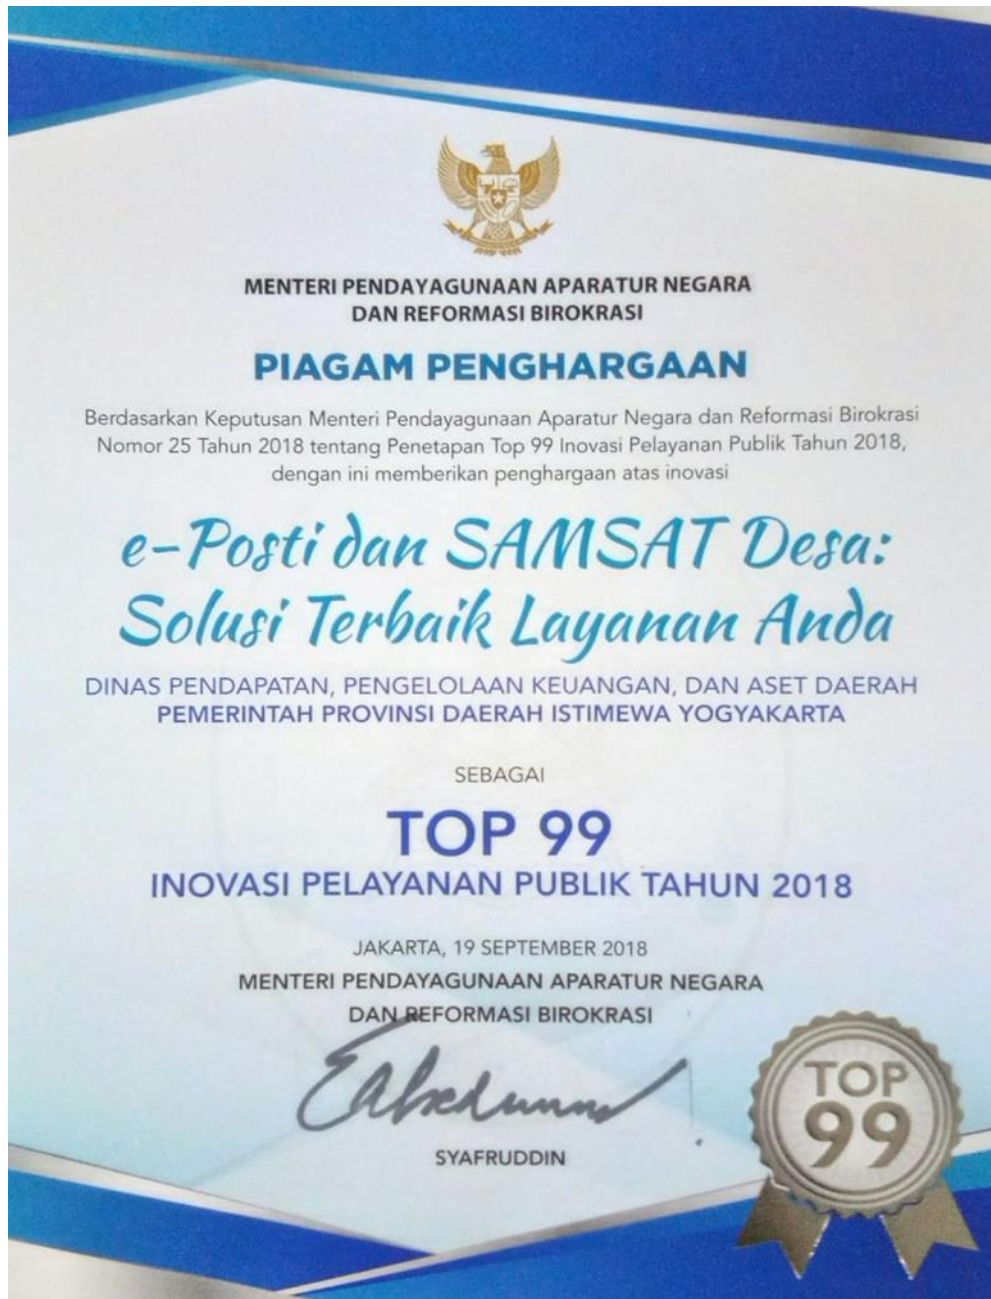 MENTERI PENDAYAGUNAAN APARATUR NEGARA
DAN REFORMASI BIROKRASI
PIAGAM PENGHARGAAN
Berdasarkan Keputusan Menteri Pendayagunaan Aparatur Negara dan Reformasi Birokrasi
Nomor 25 Tahun 2018 tentang Penetapan Top 99 Inovasi Pelayanan Publik Tahun 2018,
dengan ini memberikan penghargaan atas inovasi
e-Posti dan SAMSAT Desa:
Solusi Terbaik Layanan Anda
DINAS PENDAPATAN, PENGELOLAAN KEUANGAN, DAN ASET DAERAH
PEMERINTAH PROVINSI DAERAH ISTIMEWA YOGYAKARTA
SEBAGAI
TOP 99
INOVASI PELAYANAN PUBLIK TAHUN 2018
JAKARTA, 19 SEPTEMBER 2018
MENTERI PENDAYAGUNAAN APARATUR NEGARA
DAN REFORMASI BIROKRASI
SYAFRUDDIN
TOP
99